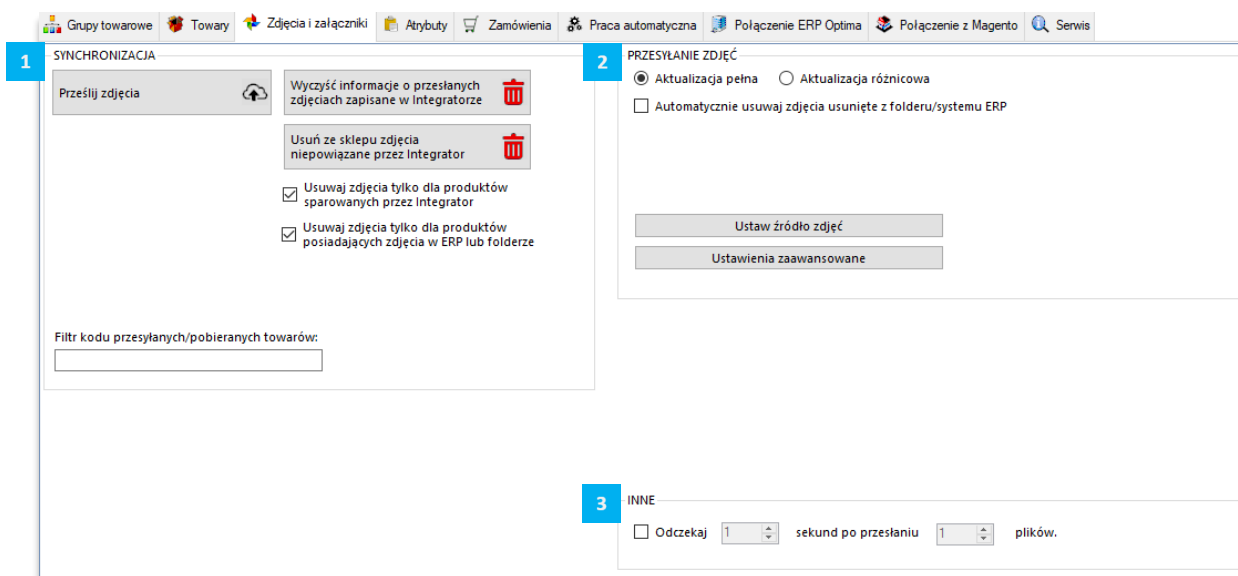 Grupy towarowe Towary Zdjęcia i załączniki Atrybuty Zamówienia Praca automatyczna Połączenie ERP Optima Połączenie z Magento Serwis
1
SYNCHRONIZACJA
Prześlij zdjęcia
Wyczyść informacje o przesłanych
zdjęciach zapisane w Integratorze
Usuń ze sklepu zdjęcia
niepowiązane przez Integrator
Usuwaj zdjęcia tylko dla produktów
sparowanych przez Integrator
Usuwaj zdjęcia tylko dla produktów
posiadających zdjęcia w ERP lub folderze
Filtr kodu przesyłanych/pobieranych towarów:
2
PRZESYŁANIE ZDJĘĆ
Aktualizacja pełna Aktualizacja różnicowa
Automatycznie usuwaj zdjęcia usunięte z folderu/systemu ERP
Ustaw źródło zdjęć
Ustawienia zaawansowane
3
INNE
Odczekaj 1 sekund po przesłaniu 1 plików.